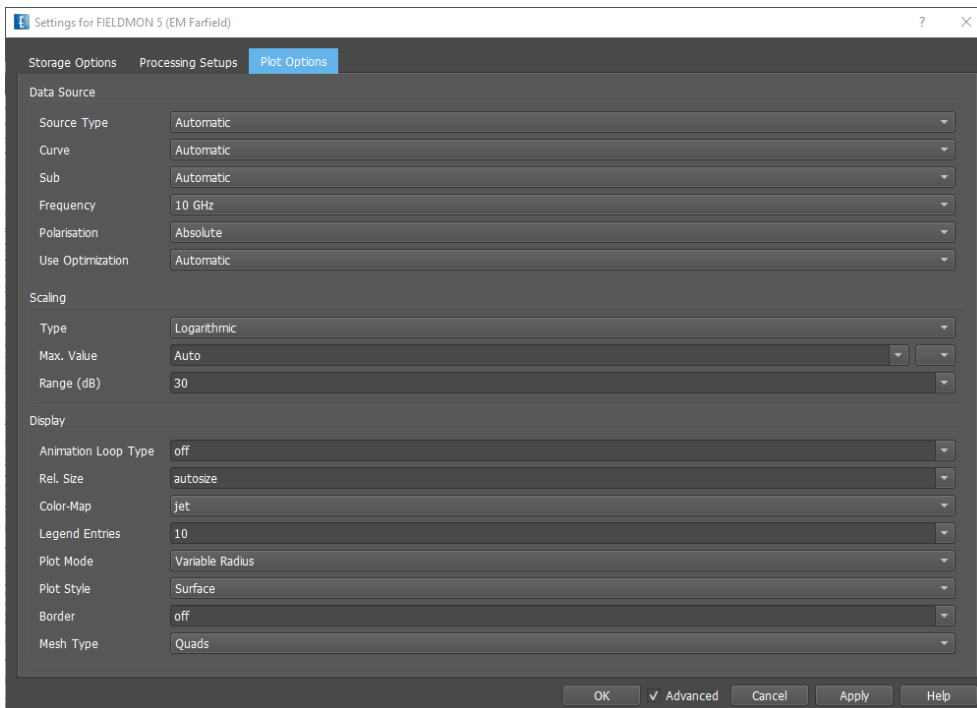 Settings for FIELDMON 5 (EM Farfield) ?
Storage Options Processing Setups Plot Options
Data Source
Source Type Automatic
Curve Automatic
Sub Automatic
Frequency 10 GHz
Polarisation Absolute
Use Optimization Automatic
Scaling
Type Logarithmic
Max. Value Auto
Range (dB) 30
Display
Animation Loop Type off
Rel. Size autosize
Color-Map jet
Legend Entries 10
Plot Mode Variable Radius
Plot Style Surface
Border off
Mesh Type Quads
OK Advanced Cancel Apply Help